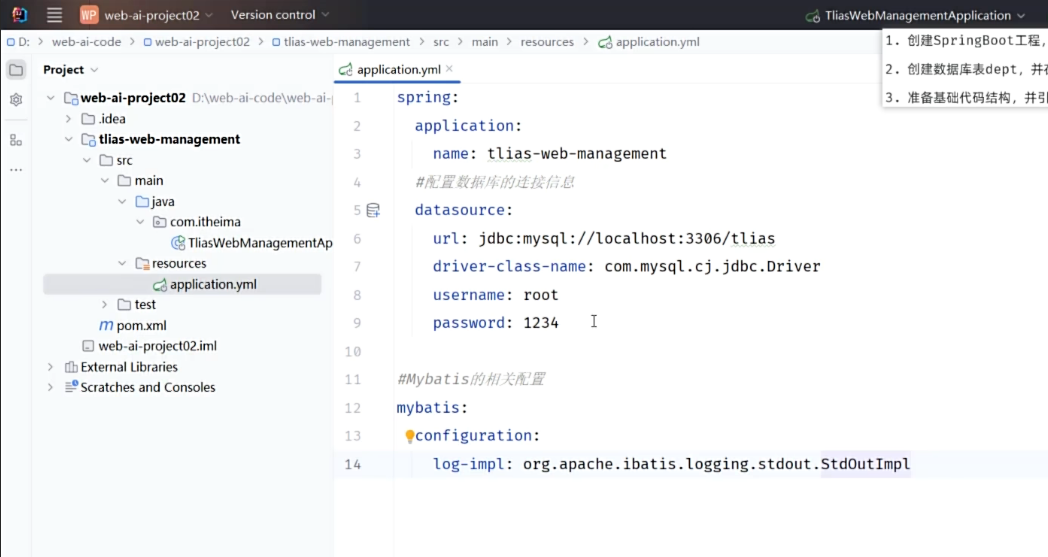 WP web-ai-project02 Version control TliasWebManagementApplication
D: web-ai-code web-ai-project02 tlias-web-management src main resources application.yml
1. 创建SpringBoot工程,
2. 创建数据库表dept，并在
3. 准备基础代码结构，并引
Project
web-ai-project02 D:\web-ai-code\web-ai-
.idea
tlias-web-management
src
main
java
com.itheima
TliasWebManagementAp
resources
application.yml
test
pom.xml
web-ai-project02.iml
External Libraries
Scratches and Consoles
application.yml
1 spring:
2 application:
3 name: tlias-web-management
4 #配置数据库的连接信息
5 datasource:
6 url: jdbc:mysql://localhost:3306/tlias
7 driver-class-name: com.mysql.cj.jdbc.Driver
8 username: root
9 password: 1234
10
11 #Mybatis的相关配置
12 mybatis:
13 configuration:
14 log-impl: org.apache.ibatis.logging.stdout.StdOutImpl